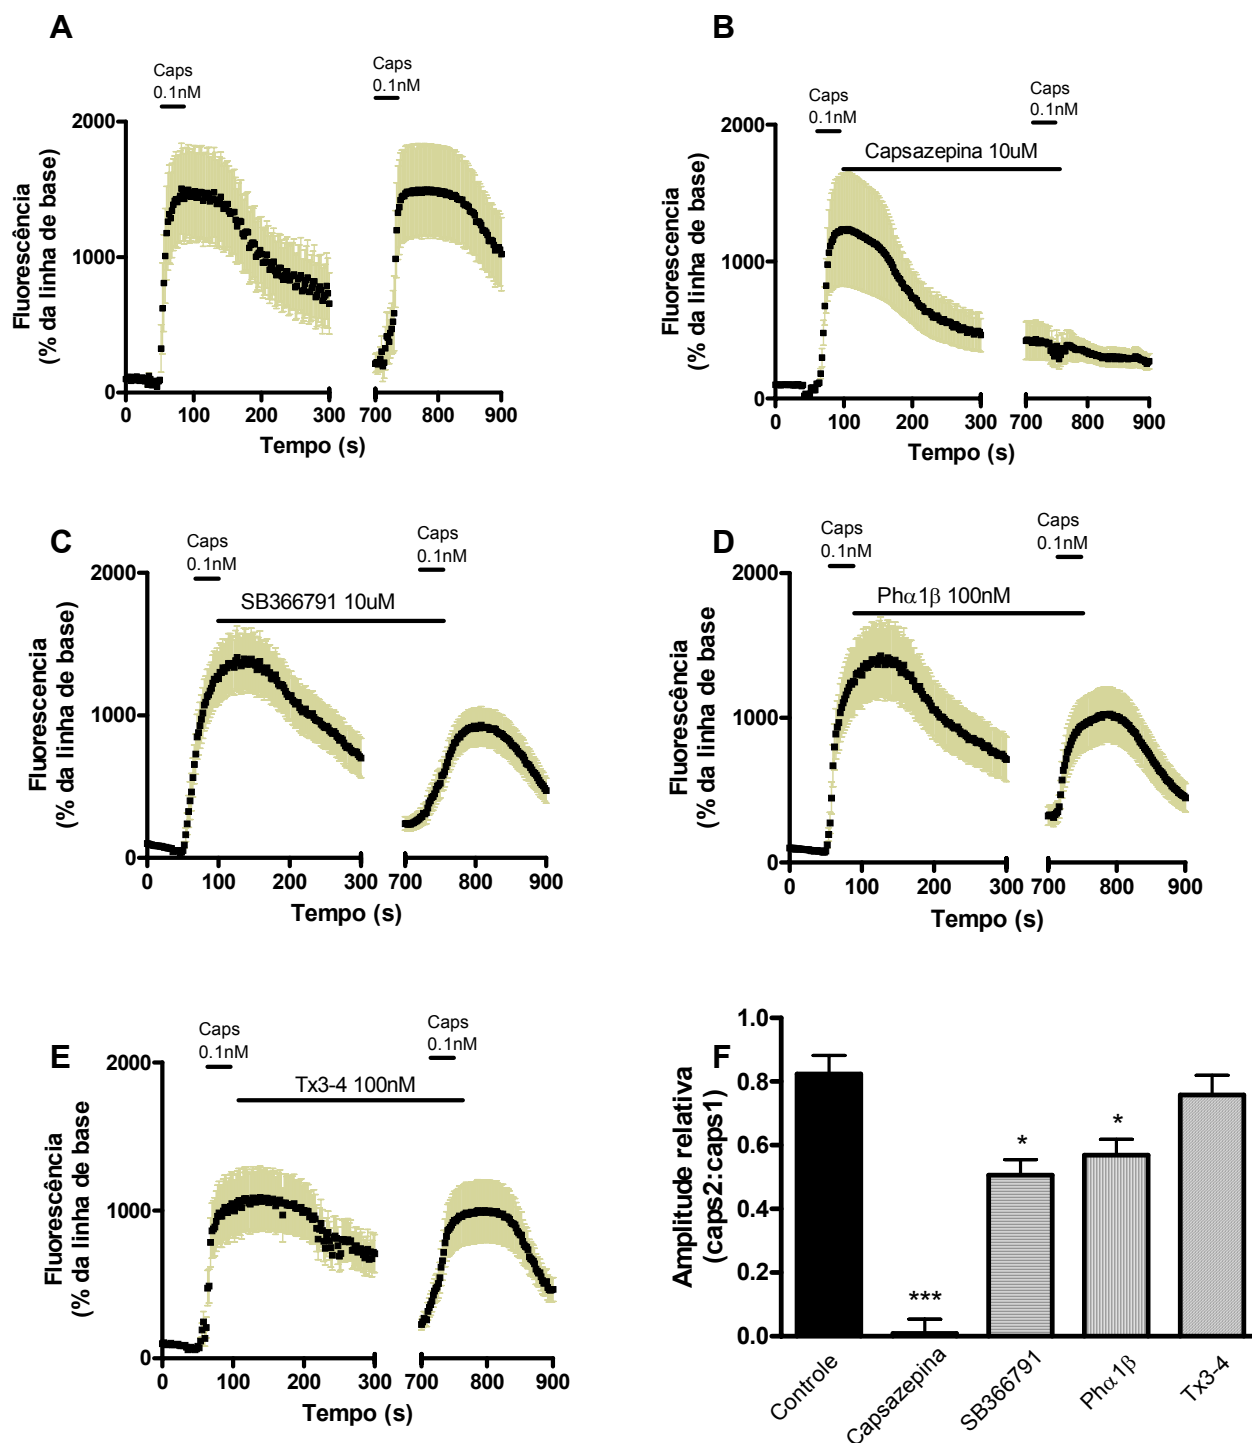 A
Caps
0.1nM
Caps
0.1nM
2000
1000
0
0 100 200 300 700 800 900
Fluorescência
(% da linha de base)
Tempo (s)
B
Caps
0.1nM
Caps
0.1nM
Capsazepina 10uM
2000
1000
0
0 100 200 300 700 800 900
Fluorescência
(% da linha de base)
Tempo (s)
C
Caps
0.1nM
Caps
0.1nM
SB366791 10uM
2000
1000
0
0 100 200 300 700 800 900
Fluorescencia
(% da linha de base)
Tempo (s)
D
Caps
0.1nM
Caps
0.1nM
Phα1β 100nM
2000
1000
0
0 100 200 300 700 800 900
Fluorescência
(% da linha de base
Tempo (s)
E
Caps
0.1nM
Caps
0.1nM
Tx3-4 100nM
2000
1000
0
0 100 200 300 700 800 900
Fluorescência
(% da linha de base
Tempo (s)
F
1.0
0.8
0.6
0.4
0.2
0.0
Amplitude relativa
(caps2:caps1)
***
*
*
Controle
Capsazepina
SB366791
Phα1β
Tx3-4